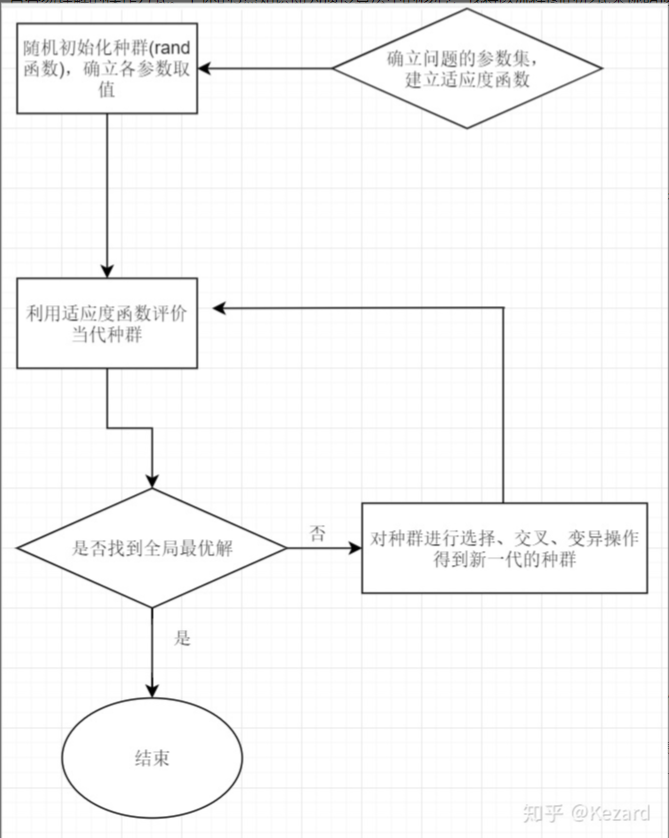 随机初始化种群(rand
函数)，确立各参数取
值
确立问题的参数集，
建立适应度函数
利用适应度函数评价
当代种群
是否找到全局最优解
否
对种群进行选择、交叉、变异操作
得到新一代的种群
是
结束
知乎 @Kezard